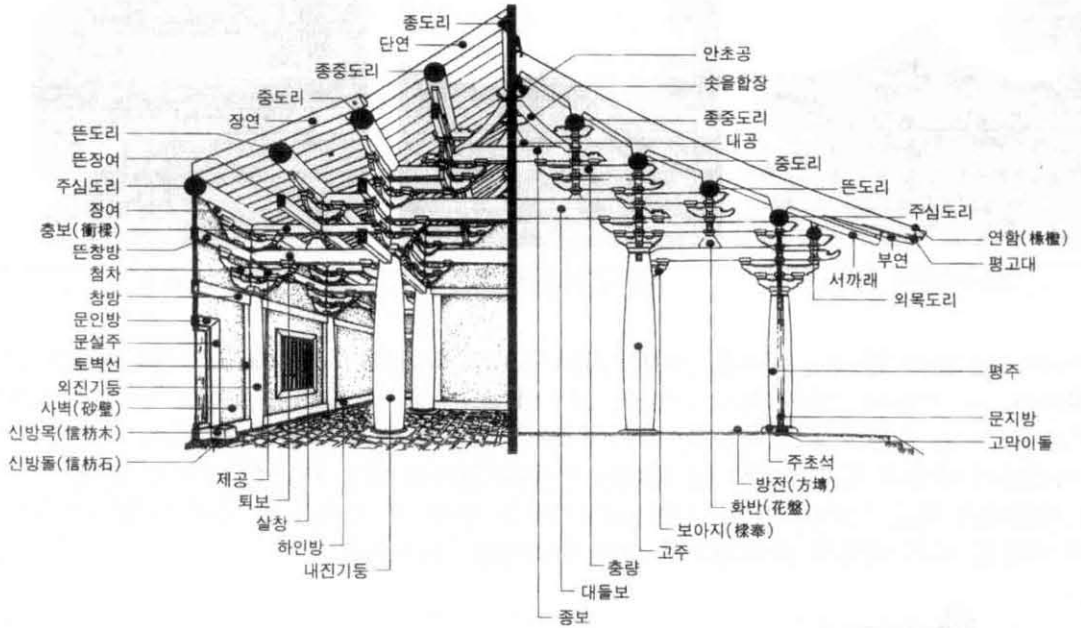 종도리
단연
종중도리
중도리
장연
뜬도리
뜬장여
주심도리
장여
충보(衝樑)
뜬창방
첨차
창방
문인방
문설주
토벽선
외진기둥
사벽(砂壁)
신방목(信枋木)
신방돌(信枋石)
제공
퇴보
살창
하인방
내진기둥
안초공
솟을합장
종중도리
대공
중도리
뜬도리
주심도리
연함(椽檻)
평고대
부연
서까래
외목도리
평주
문지방
고막이돌
주초석
방전(方塼)
화반(花盤)
보아지(樑奉)
고주
충량
대들보
종보